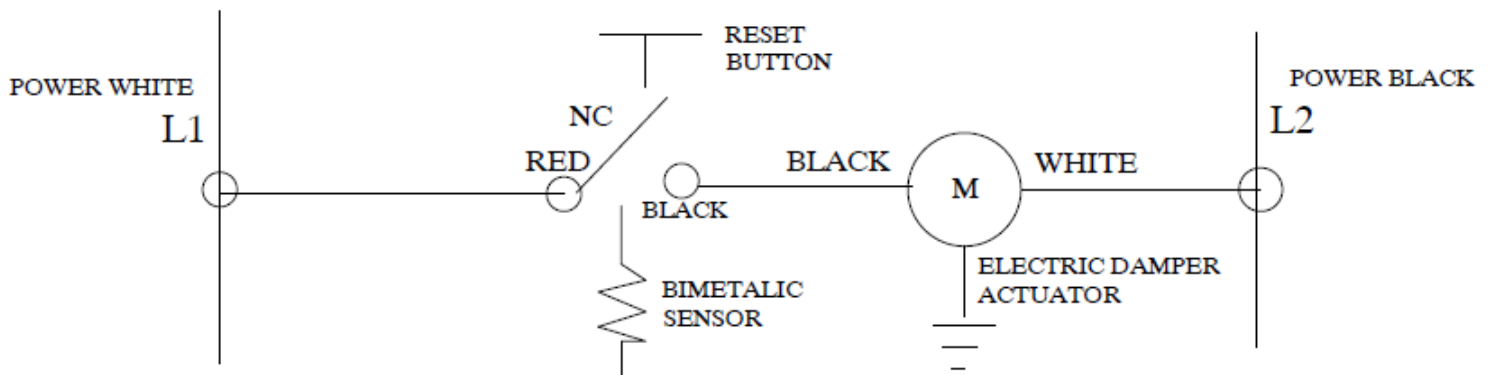 POWER WHITE
L1
RESET
BUTTON
NC
RED
BLACK
BLACK
M
WHITE
POWER BLACK
L2
BIMETALIC
SENSOR
ELECTRIC DAMPER
ACTUATOR